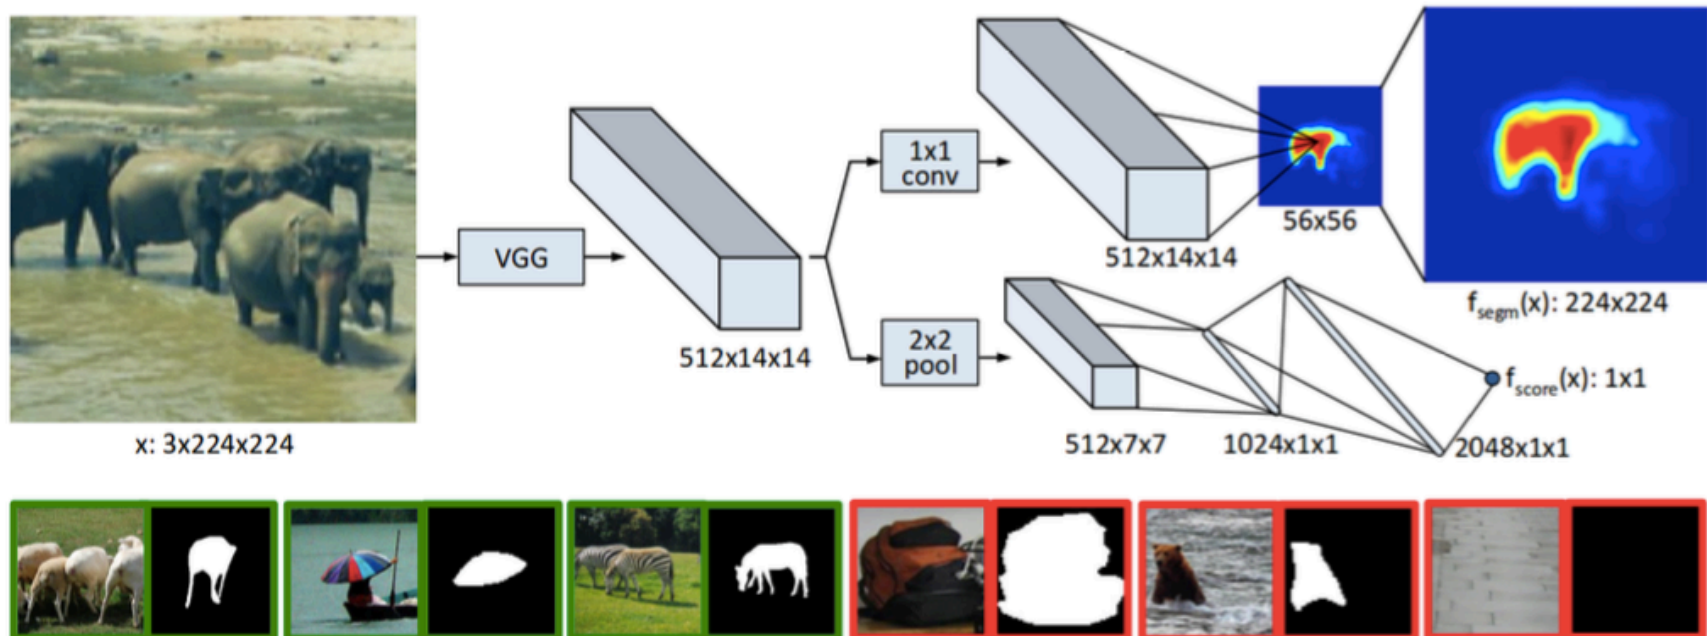 x: 3x224x224
VGG
512x14x14
1x1
conv
512x14x14
56x56
fsegm(x): 224x224
2x2
pool
512x7x7
1024x1x1
2048x1x1
fscore(x): 1x1